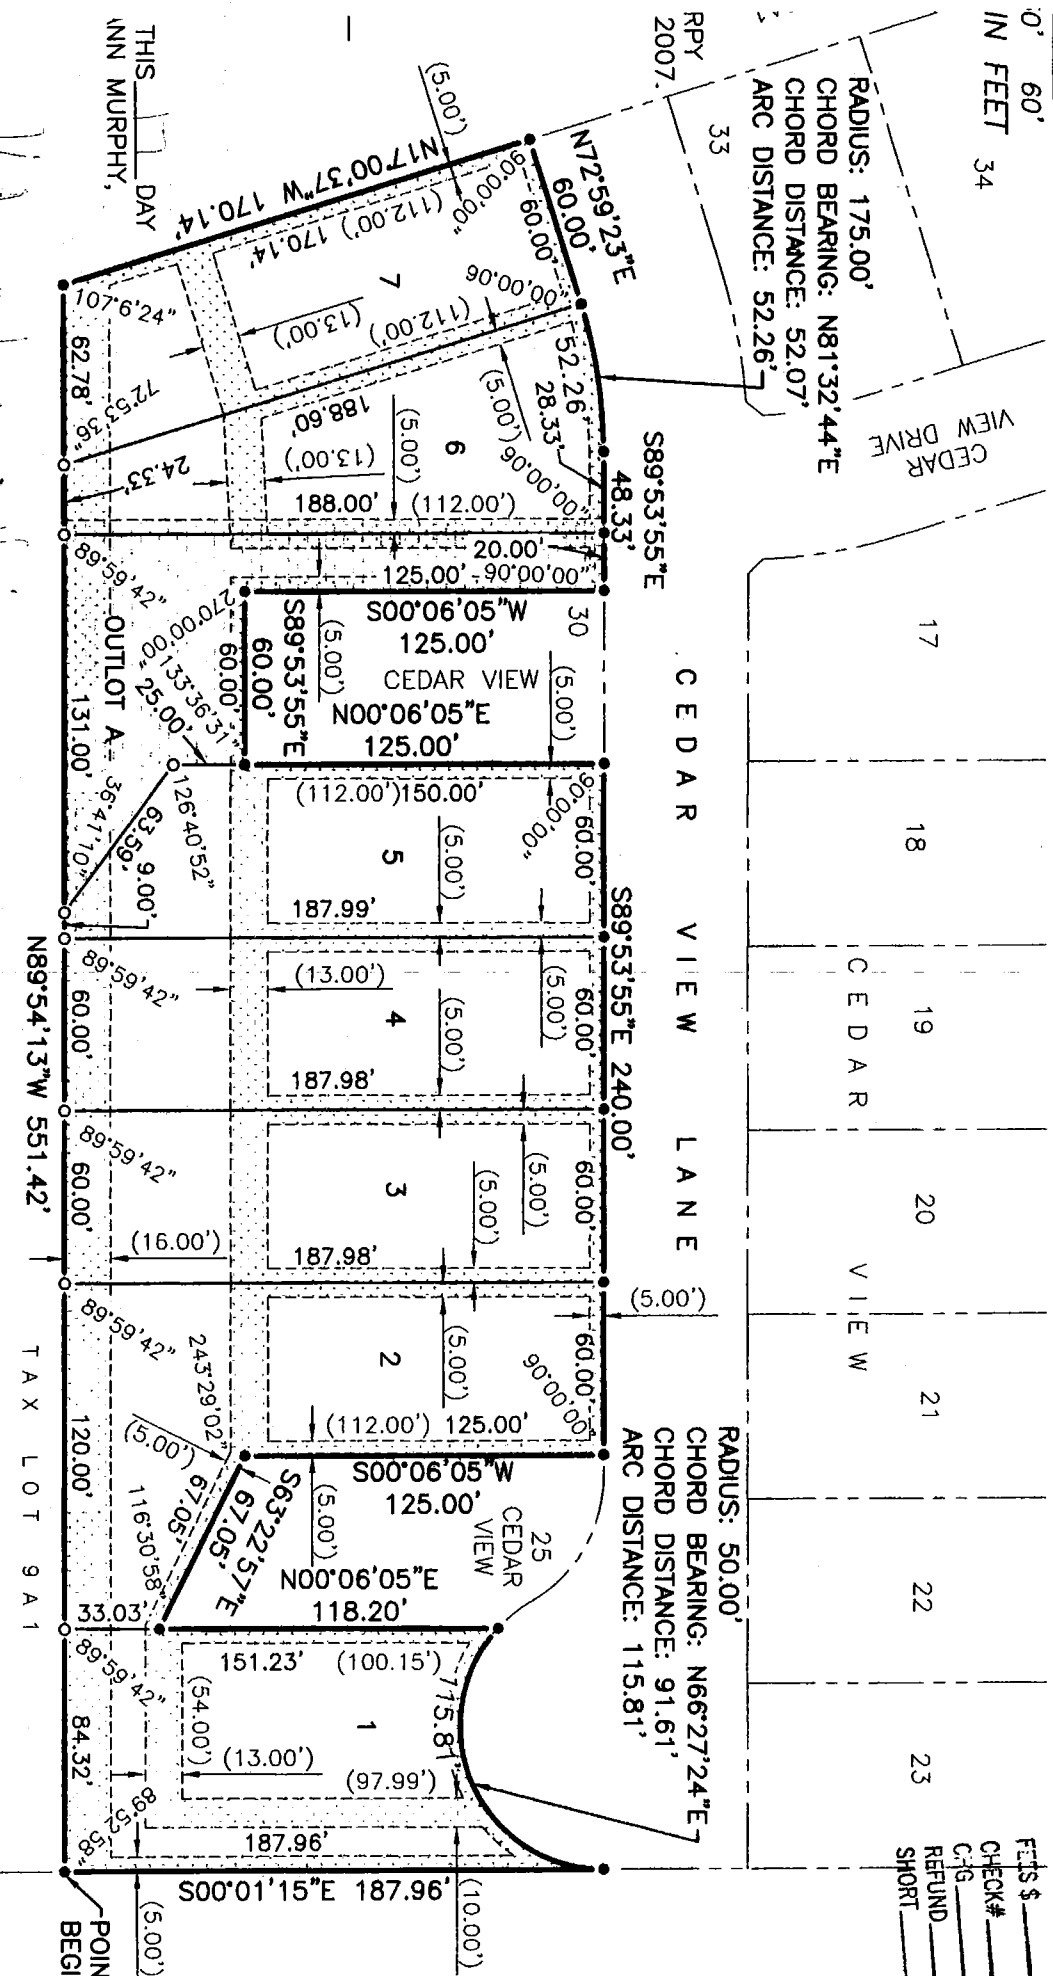 0' 60'
IN FEET
34
RPY
2007.
33
THIS ___ DAY
NN MURPHY,
RADIUS: 175.00'
CHORD BEARING: N81°32'44"E
CHORD DISTANCE: 52.07'
ARC DISTANCE: 52.26'
CEDAR
VIEW DRIVE
(5.00')
N17°00'37"W 170.14'
N72°59'23"E
60.00'
60.00'
90°00'00"
(112.00') 170.14'
7
(13.00')
(112.00')
90°00'00"
107°6'24"
62.78'
72°53'36"
188.60'
52.26'
28.33'
(5.00')
90°00'00"
6
(5.00')
(13.00')
24.33'
188.00' (112.00')
S89°53'55"E
48.33'
20.00'
125.00'
90°00'00"
89°59'42"
OUTLOT A
131.00'
270°00'00"
133°36'31"
25.00'
60.00'
S89°53'55"E
60.00'
30
S00°06'05"W
125.00'
(5.00')
CEDAR VIEW
N00°06'05"E
125.00'
(5.00')
126°40'52"
36°41'10"
63.59'
9.00'
(112.00')150.00'
90°00'00"
60.00'
5
(5.00')
187.99'
C E D A R V I E W L A N E
S89°53'55"E 240.00'
89°59'42"
(13.00')
(5.00')
60.00'
4
(5.00')
60.00'
187.98'
N89°54'13"W 551.42'
89°59'42"
60.00'
3
(5.00')
(5.00')
60.00'
187.98'
(16.00')
(5.00')
89°59'42"
2
(5.00')
60.00'
90°00'00"
(112.00') 125.00'
120.00'
T A X L O T 9A1
243°29'02"
(5.00')
67.05'
116°30'58"
S63°22'57"E
67.05'
S00°06'05"W
125.00'
(5.00')
25
CEDAR
VIEW
N00°06'05"E
118.20'
33.03'
89°59'42"
RADIUS: 50.00'
CHORD BEARING: N66°27'24"E
CHORD DISTANCE: 91.61'
ARC DISTANCE: 115.81'
151.23' (100.15')
115.81'
1
(54.00')
(13.00')
(97.99')
84.32'
89°52'58"
187.96'
S00°01'15"E 187.96'
(10.00')
(5.00')
POIN
BEGI
17
18
19
20
21
22
23
C E D A R V I E W
FEES $
CHECK#
CHG
REFUND
SHORT